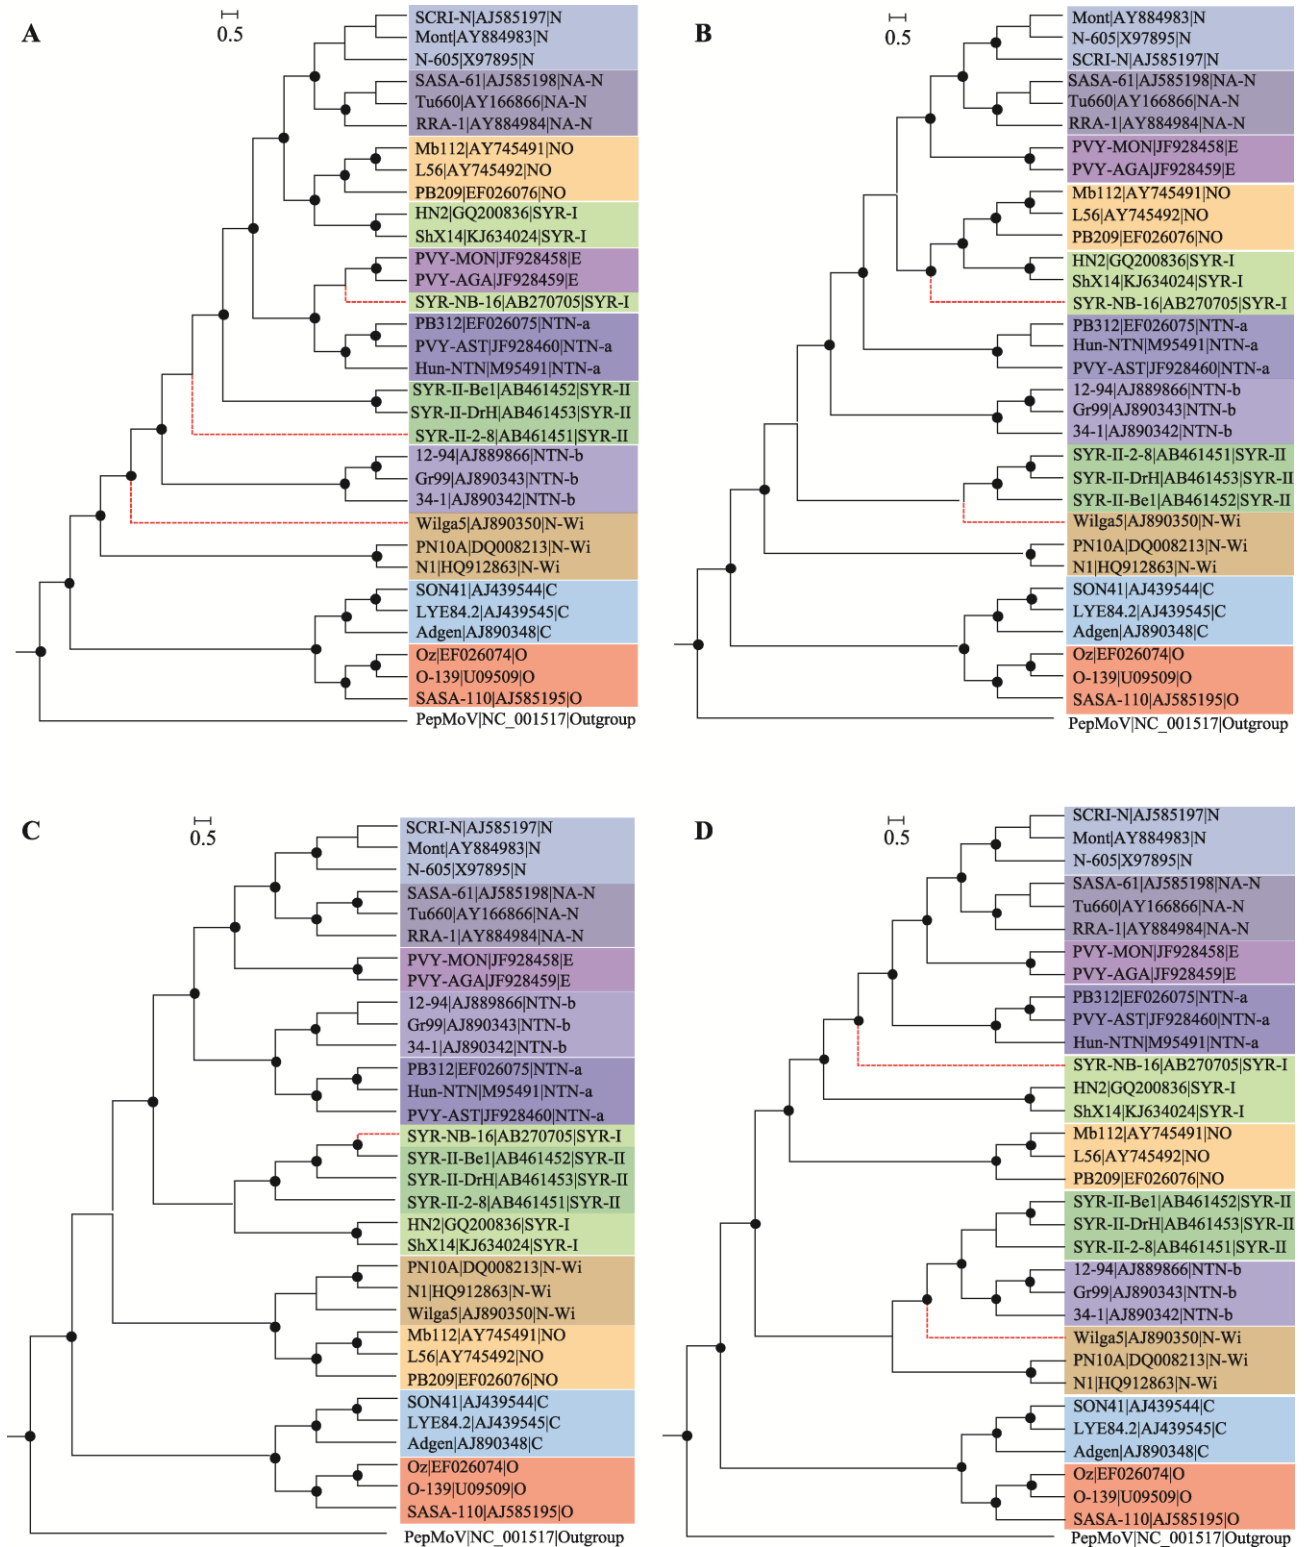 A
0.5
SCRI-N|AJ585197|N
Mont|AY884983|N
N-605|X97895|N
SASA-61|AJ585198|NA-N
Tu660|AY166866|NA-N
RRA-1|AY884984|NA-N
Mb112|AY745491|NO
L56|AY745492|NO
PB209|EF026076|NO
HN2|GQ200836|SYR-I
ShX14|KJ634024|SYR-I
PVY-MON|JF928458|E
PVY-AGA|JF928459|E
SYR-NB-16|AB270705|SYR-I
PB312|EF026075|NTN-a
PVY-AST|JF928460|NTN-a
Hun-NTN|M95491|NTN-a
SYR-II-Be1|AB461452|SYR-II
SYR-II-DrH|AB461453|SYR-II
SYR-II-2-8|AB461451|SYR-II
12-94|AJ889866|NTN-b
Gr99|AJ890343|NTN-b
34-1|AJ890342|NTN-b
Wilga5|AJ890350|N-Wi
PN10A|DQ008213|N-Wi
N1|HQ912863|N-Wi
SON41|AJ439544|C
LYE84.2|AJ439545|C
Adgen|AJ890348|C
Oz|EF026074|O
O-139|U09509|O
SASA-110|AJ585195|O
PepMoV|NC_001517|Outgroup
B
0.5
Mont|AY884983|N
N-605|X97895|N
SCRI-N|AJ585197|N
SASA-61|AJ585198|NA-N
Tu660|AY166866|NA-N
RRA-1|AY884984|NA-N
PVY-MON|JF928458|E
PVY-AGA|JF928459|E
Mb112|AY745491|NO
L56|AY745492|NO
PB209|EF026076|NO
HN2|GQ200836|SYR-I
ShX14|KJ634024|SYR-I
SYR-NB-16|AB270705|SYR-I
PB312|EF026075|NTN-a
Hun-NTN|M95491|NTN-a
PVY-AST|JF928460|NTN-a
12-94|AJ889866|NTN-b
Gr99|AJ890343|NTN-b
34-1|AJ890342|NTN-b
SYR-II-2-8|AB461451|SYR-II
SYR-II-DrH|AB461453|SYR-II
SYR-II-Be1|AB461452|SYR-II
Wilga5|AJ890350|N-Wi
PN10A|DQ008213|N-Wi
N1|HQ912863|N-Wi
SON41|AJ439544|C
LYE84.2|AJ439545|C
Adgen|AJ890348|C
Oz|EF026074|O
O-139|U09509|O
SASA-110|AJ585195|O
PepMoV|NC_001517|Outgroup
C
0.5
SCRI-N|AJ585197|N
Mont|AY884983|N
N-605|X97895|N
SASA-61|AJ585198|NA-N
Tu660|AY166866|NA-N
RRA-1|AY884984|NA-N
PVY-MON|JF928458|E
PVY-AGA|JF928459|E
12-94|AJ889866|NTN-b
Gr99|AJ890343|NTN-b
34-1|AJ890342|NTN-b
PB312|EF026075|NTN-a
Hun-NTN|M95491|NTN-a
PVY-AST|JF928460|NTN-a
SYR-NB-16|AB270705|SYR-I
SYR-II-Be1|AB461452|SYR-II
SYR-II-DrH|AB461453|SYR-II
SYR-II-2-8|AB461451|SYR-II
HN2|GQ200836|SYR-I
ShX14|KJ634024|SYR-I
PN10A|DQ008213|N-Wi
N1|HQ912863|N-Wi
Wilga5|AJ890350|N-Wi
Mb112|AY745491|NO
L56|AY745492|NO
PB209|EF026076|NO
SON41|AJ439544|C
LYE84.2|AJ439545|C
Adgen|AJ890348|C
Oz|EF026074|O
O-139|U09509|O
SASA-110|AJ585195|O
PepMoV|NC_001517|Outgroup
D
0.5
SCRI-N|AJ585197|N
Mont|AY884983|N
N-605|X97895|N
SASA-61|AJ585198|NA-N
Tu660|AY166866|NA-N
RRA-1|AY884984|NA-N
PVY-MON|JF928458|E
PVY-AGA|JF928459|E
PB312|EF026075|NTN-a
PVY-AST|JF928460|NTN-a
Hun-NTN|M95491|NTN-a
SYR-NB-16|AB270705|SYR-I
HN2|GQ200836|SYR-I
ShX14|KJ634024|SYR-I
Mb112|AY745491|NO
L56|AY745492|NO
PB209|EF026076|NO
SYR-II-Be1|AB461452|SYR-II
SYR-II-DrH|AB461453|SYR-II
SYR-II-2-8|AB461451|SYR-II
12-94|AJ889866|NTN-b
Gr99|AJ890343|NTN-b
34-1|AJ890342|NTN-b
Wilga5|AJ890350|N-Wi
PN10A|DQ008213|N-Wi
N1|HQ912863|N-Wi
SON41|AJ439544|C
LYE84.2|AJ439545|C
Adgen|AJ890348|C
Oz|EF026074|O
O-139|U09509|O
SASA-110|AJ585195|O
PepMoV|NC_001517|Outgroup